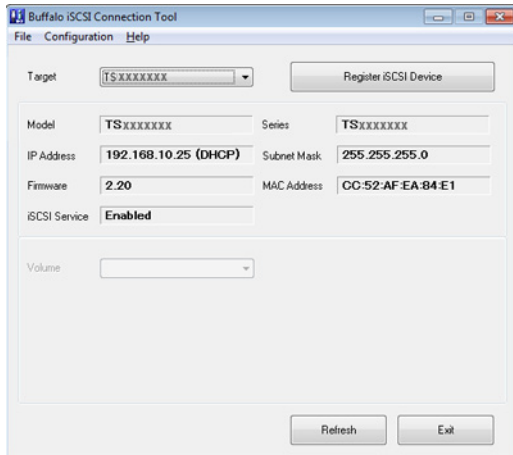 Buffalo iSCSI Connection Tool
File Configuration Help
Target TSXXXXXXX Register iSCSI Device
Model TSxxxxxxx Series TSxxxxxxx
IP Address 192.168.10.25 (DHCP) Subnet Mask 255.255.255.0
Firmware 2.20 MAC Address CC:52:AF:EA:84:E1
iSCSI Service Enabled
Volume
Refresh Exit